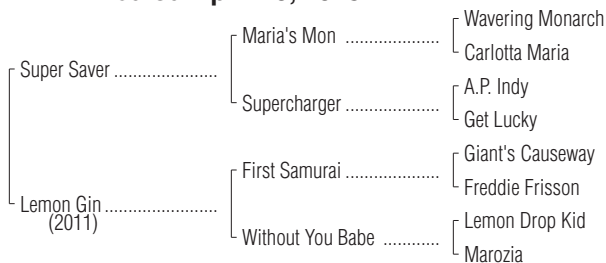 Wavering Monarch
Maria's Mon ....................
Carlotta Maria
Super Saver ......................
A.P. Indy
Supercharger ....................
Get Lucky
Giant's Causeway
First Samurai ....................
Freddie Frisson
Lemon Gin ........................
(2011)
Lemon Drop Kid
Without You Babe ............
Marozia